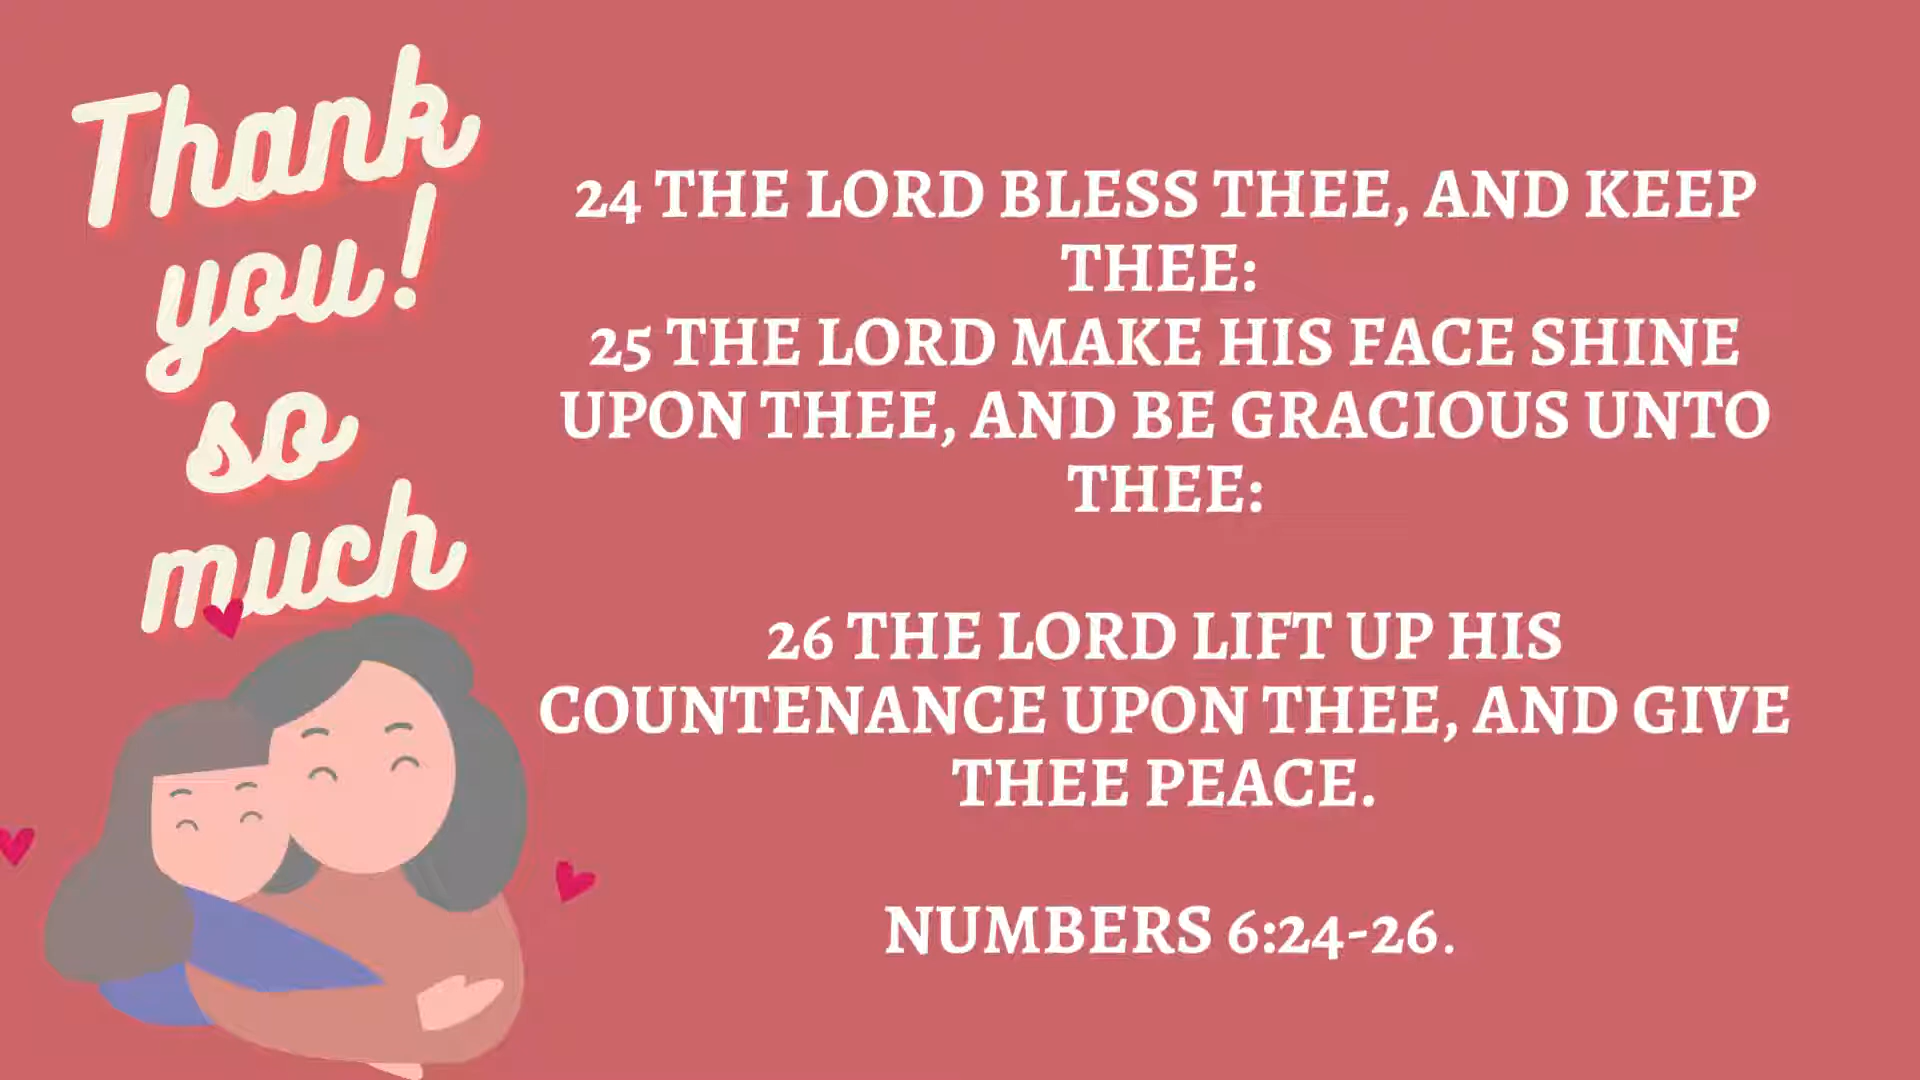 Thank
you!
so
much
24 THE LORD BLESS THEE, AND KEEP
THEE:
25 THE LORD MAKE HIS FACE SHINE
UPON THEE, AND BE GRACIOUS UNTO
THEE:
26 THE LORD LIFT UP HIS
COUNTENANCE UPON THEE, AND GIVE
THEE PEACE.
NUMBERS 6:24-26.